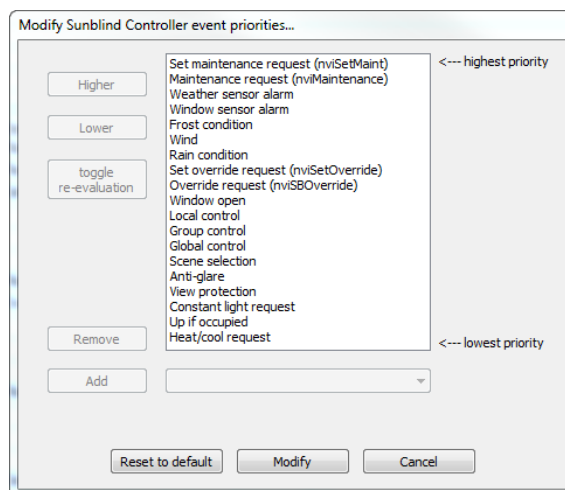 Modify Sunblind Controller event priorities...
Higher
Lower
toggle
re-evaluation
Remove
Add
Set maintenance request (nviSetMaint)
Maintenance request (nviMaintenance)
Weather sensor alarm
Window sensor alarm
Frost condition
Wind
Rain condition
Set override request (nviSetOverride)
Override request (nviSBOverride)
Window open
Local control
Group control
Global control
Scene selection
Anti-glare
View protection
Constant light request
Up if occupied
Heat/cool request
<--- highest priority
<--- lowest priority
Reset to default
Modify
Cancel